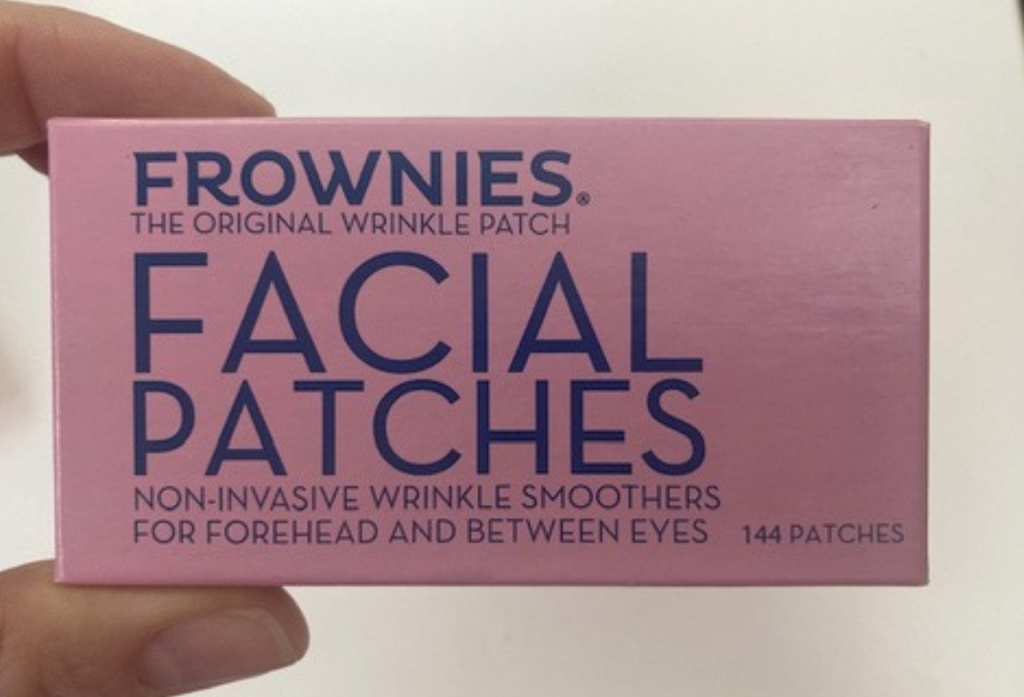 FROWNIES®
THE ORIGINAL WRINKLE PATCH
FACIAL
PATCHES
NON-INVASIVE WRINKLE SMOOTHERS
FOR FOREHEAD AND BETWEEN EYES 144 PATCHES